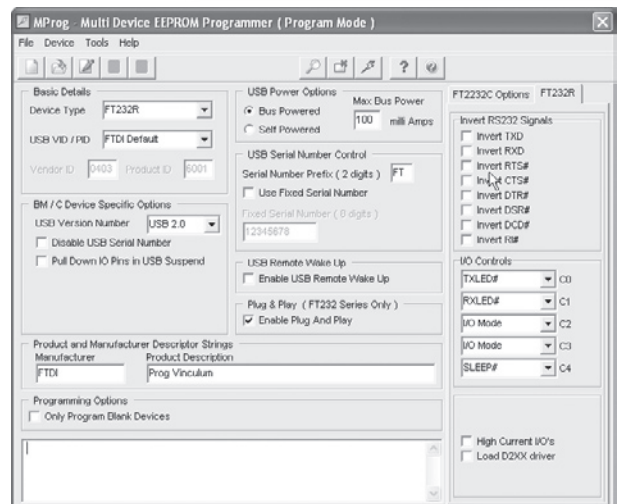 MProg - Multi Device EEPROM Programmer ( Program Mode )
File Device Tools Help
Basic Details
Device Type FT232R
USB VID / PID FTDI Default
Vendor ID 0403 Product ID 6001
BM / C Device Specific Options
USB Version Number USB 2.0
Disable USB Serial Number
Pull Down IO Pins in USB Suspend
USB Power Options
Bus Powered
Self Powered
Max Bus Power
100 milli Amps
USB Serial Number Control
Serial Number Prefix ( 2 digits ) FT
Use Fixed Serial Number
Fixed Serial Number ( 8 digits )
12345678
USB Remote Wake Up
Enable USB Remote Wake Up
Plug & Play ( FT232 Series Only )
Enable Plug And Play
Product and Manufacturer Descriptor Strings
Manufacturer Product Description
FTDI Prog Vinculum
Programming Options
Only Program Blank Devices
FT2232C Options FT232R
Invert RS232 Signals
Invert TXD
Invert RXD
Invert RTS#
Invert CTS#
Invert DTR#
Invert DSR#
Invert DCD#
Invert RI#
I/O Controls
TXLED# C0
RXLED# C1
I/O Mode C2
I/O Mode C3
SLEEP# C4
High Current I/O's
Load D2XX driver